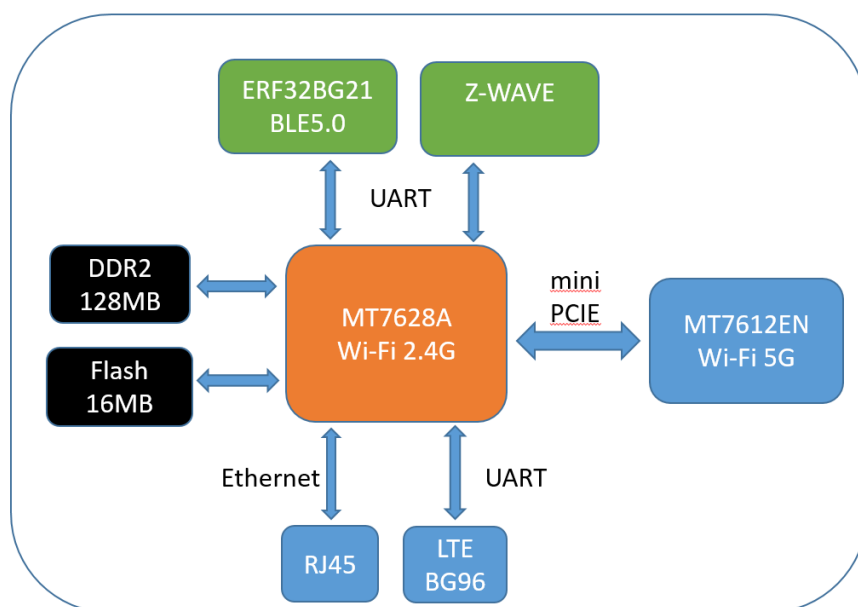 ERF32BG21
BLE5.0
Z-WAVE
UART
DDR2
128MB
MT7628A
Wi-Fi 2.4G
mini
PCIE
MT7612EN
Wi-Fi 5G
Flash
16MB
Ethernet
UART
RJ45
LTE
BG96